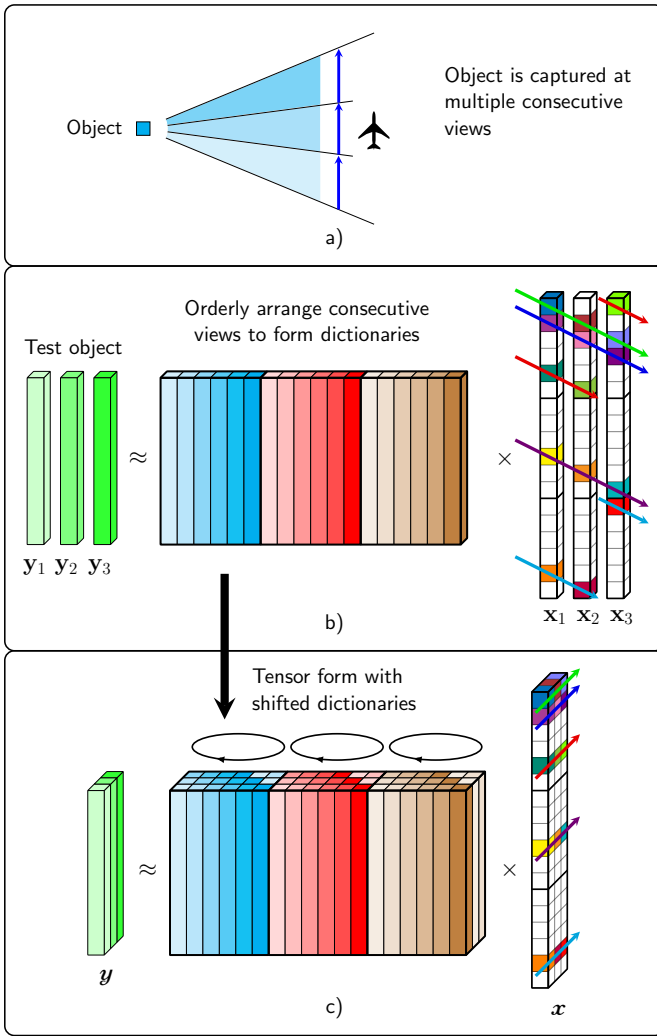 Object
Object is captured at
multiple consecutive
views
a)
Orderly arrange consecutive
views to form dictionaries
Test object
≈
×
y₁ y₂ y₃
x₁ x₂ x₃
b)
Tensor form with
shifted dictionaries
≈
×
y
x
c)